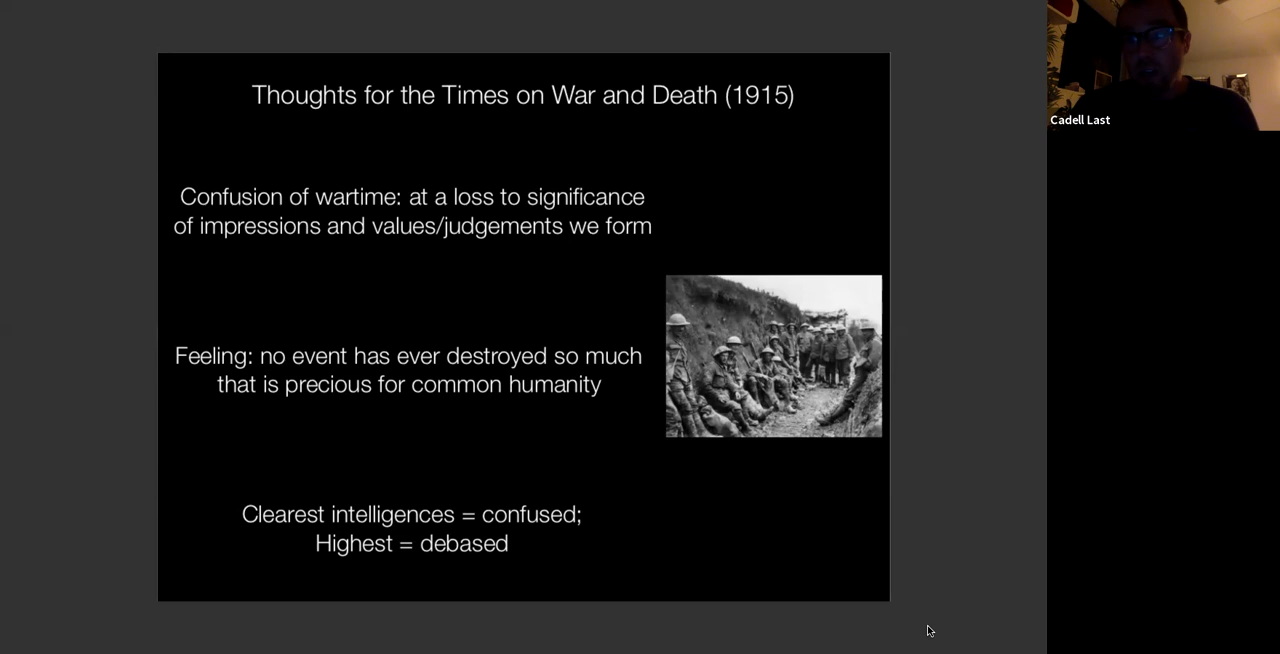 Thoughts for the Times on War and Death (1915)
Confusion of wartime: at a loss to significance
of impressions and values/judgements we form
Feeling: no event has ever destroyed so much
that is precious for common humanity
Clearest intelligences = confused;
Highest = debased
Cadell Last